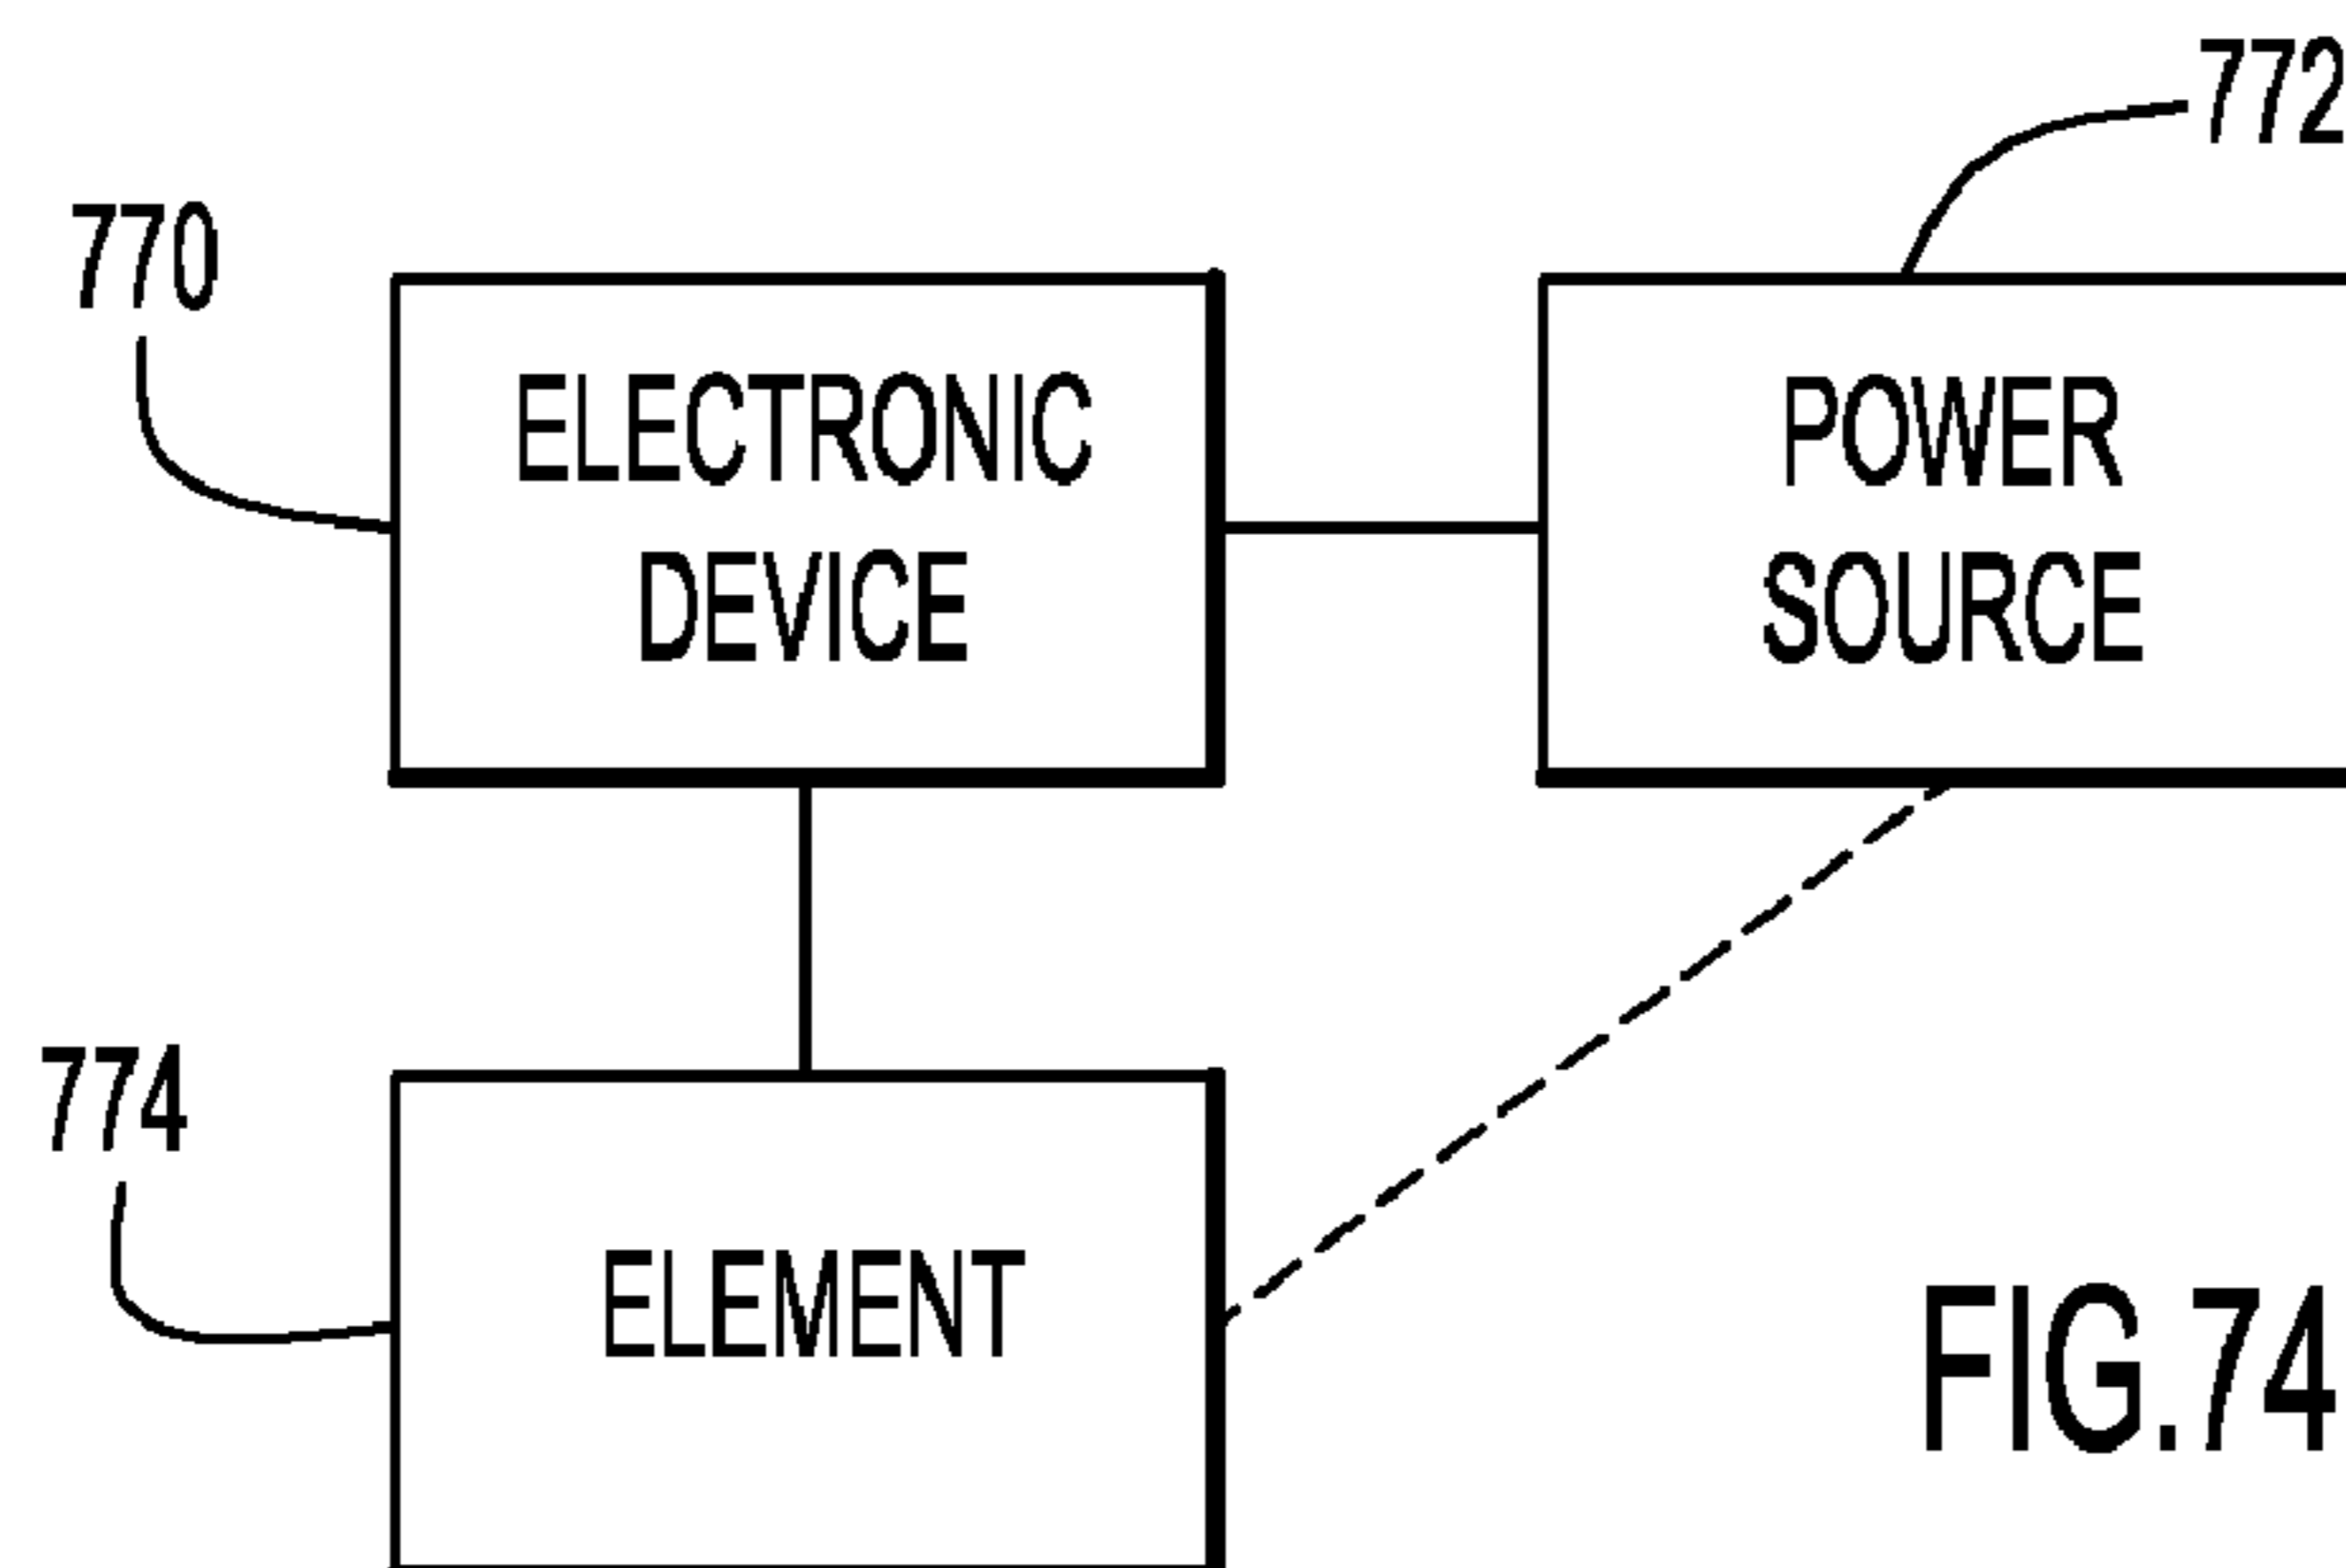 772
770
ELECTRONIC
DEVICE
POWER
SOURCE
774
ELEMENT
FIG.74